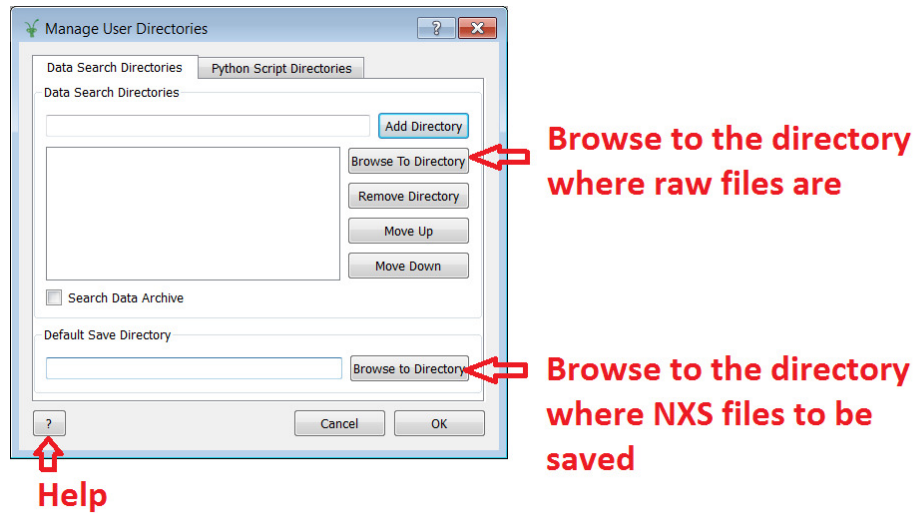 Manage User Directories
?
Data Search Directories
Python Script Directories
Data Search Directories
Add Directory
Browse To Directory
Remove Directory
Move Up
Move Down
Search Data Archive
Default Save Directory
Browse to Directory
?
Cancel
OK
Browse to the directory
where raw files are
Browse to the directory
where NXS files to be
saved
Help